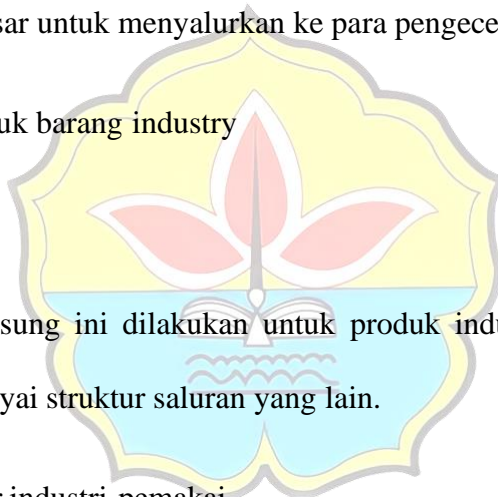 sar untuk menyalurkan ke para pengece
uk barang industry
sung ini dilakukan untuk produk indu
yai struktur saluran yang lain.
industri pemakai